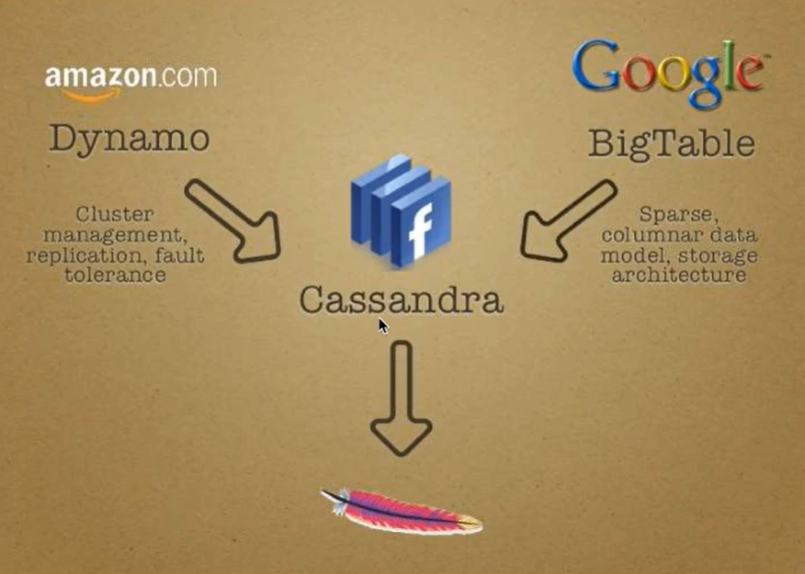 amazon.com
Dynamo
Cluster
management,
replication, fault
tolerance
Google
BigTable
Sparse,
columnar data
model, storage
architecture
f
Cassandra